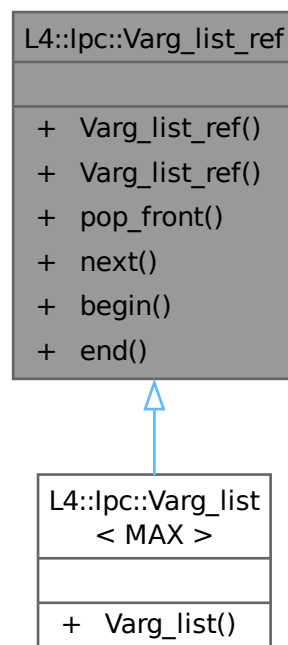 L4::Ipc::Varg_list_ref
+ Varg_list_ref()
+ Varg_list_ref()
+ pop_front()
+ next()
+ begin()
+ end()
L4::Ipc::Varg_list
< MAX >
+ Varg_list()